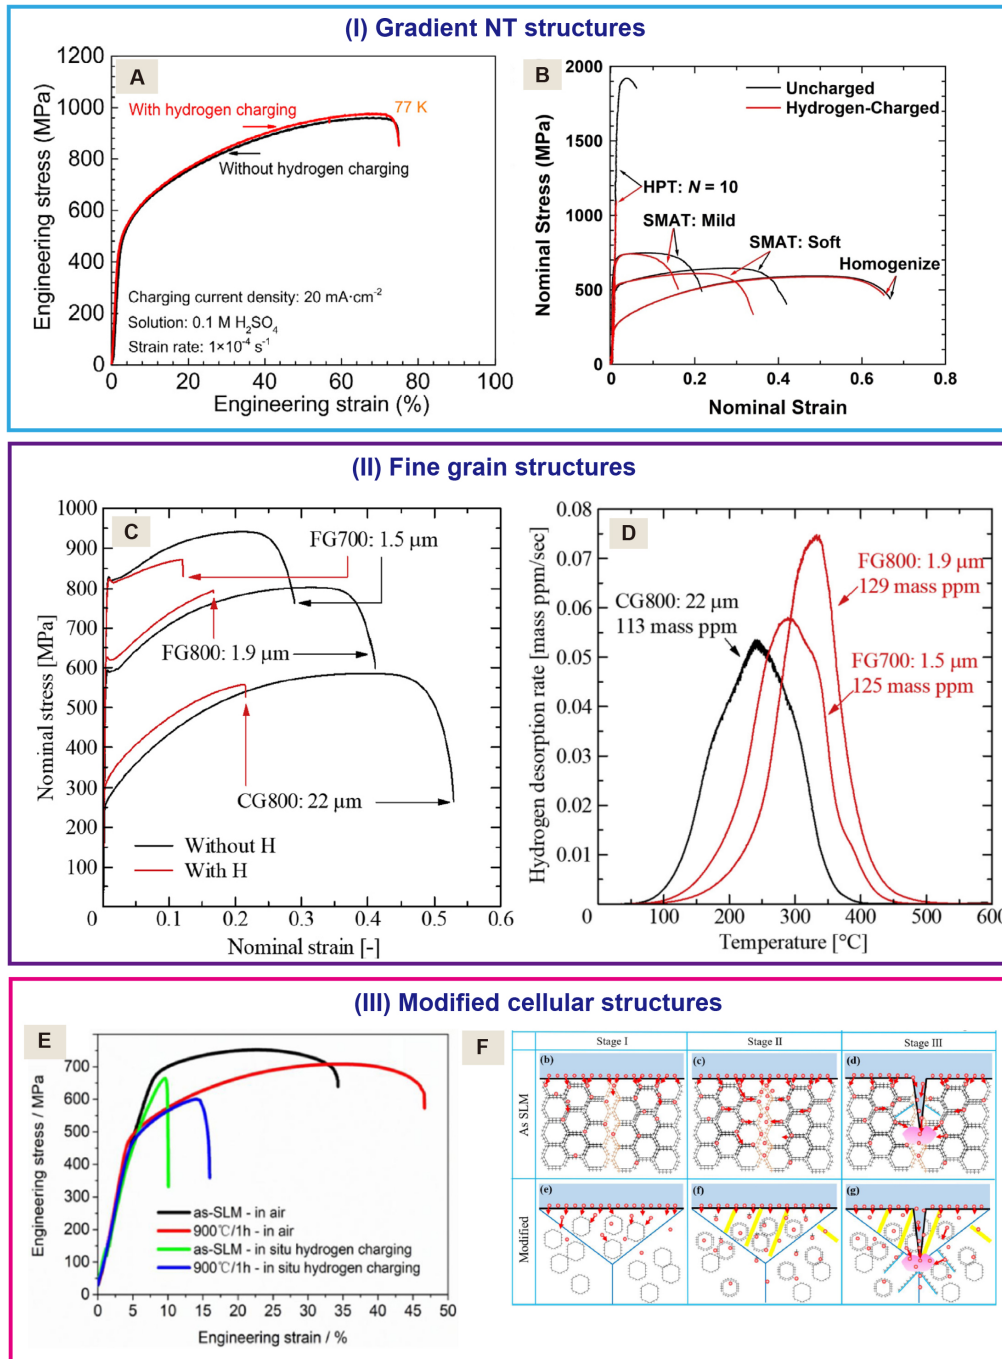 (I) Gradient NT structures
A
Engineering stress (MPa)
1200
1000
800
600
400
200
0
With hydrogen charging
77 K
Without hydrogen charging
Charging current density: 20 mA·cm⁻²
Solution: 0.1 M H₂SO₄
Strain rate: 1×10⁻⁴ s⁻¹
0 20 40 60 80 100
Engineering strain (%)
B
Nominal Stress (MPa)
2000
1500
1000
500
0
Uncharged
Hydrogen-Charged
HPT: N = 10
SMAT: Mild
SMAT: Soft
Homogenize
0.2 0.4 0.6 0.8
Nominal Strain
(II) Fine grain structures
C
Nominal stress [MPa]
1000
900
800
700
600
500
400
300
200
100
FG700: 1.5 μm
FG800: 1.9 μm
CG800: 22 μm
Without H
With H
0 0.1 0.2 0.3 0.4 0.5 0.6
Nominal strain [-]
D
Hydrogen desorption rate [mass ppm/sec]
0.08
0.07
0.06
0.05
0.04
0.03
0.02
0.01
FG800: 1.9 μm
129 mass ppm
CG800: 22 μm
113 mass ppm
FG700: 1.5 μm
125 mass ppm
0 100 200 300 400 500 600
Temperature [°C]
(III) Modified cellular structures
E
Engineering stress / MPa
700
600
500
400
350
200
100
0
as-SLM - in air
900℃/1h - in air
as-SLM - in situ hydrogen charging
900℃/1h - in situ hydrogen charging
0 5 10 15 20 25 30 35 40 45 50
Engineering strain / %
F
Stage I Stage II Stage III
As SLM
(b) (c) (d)
Modified
(e) (f) (g)